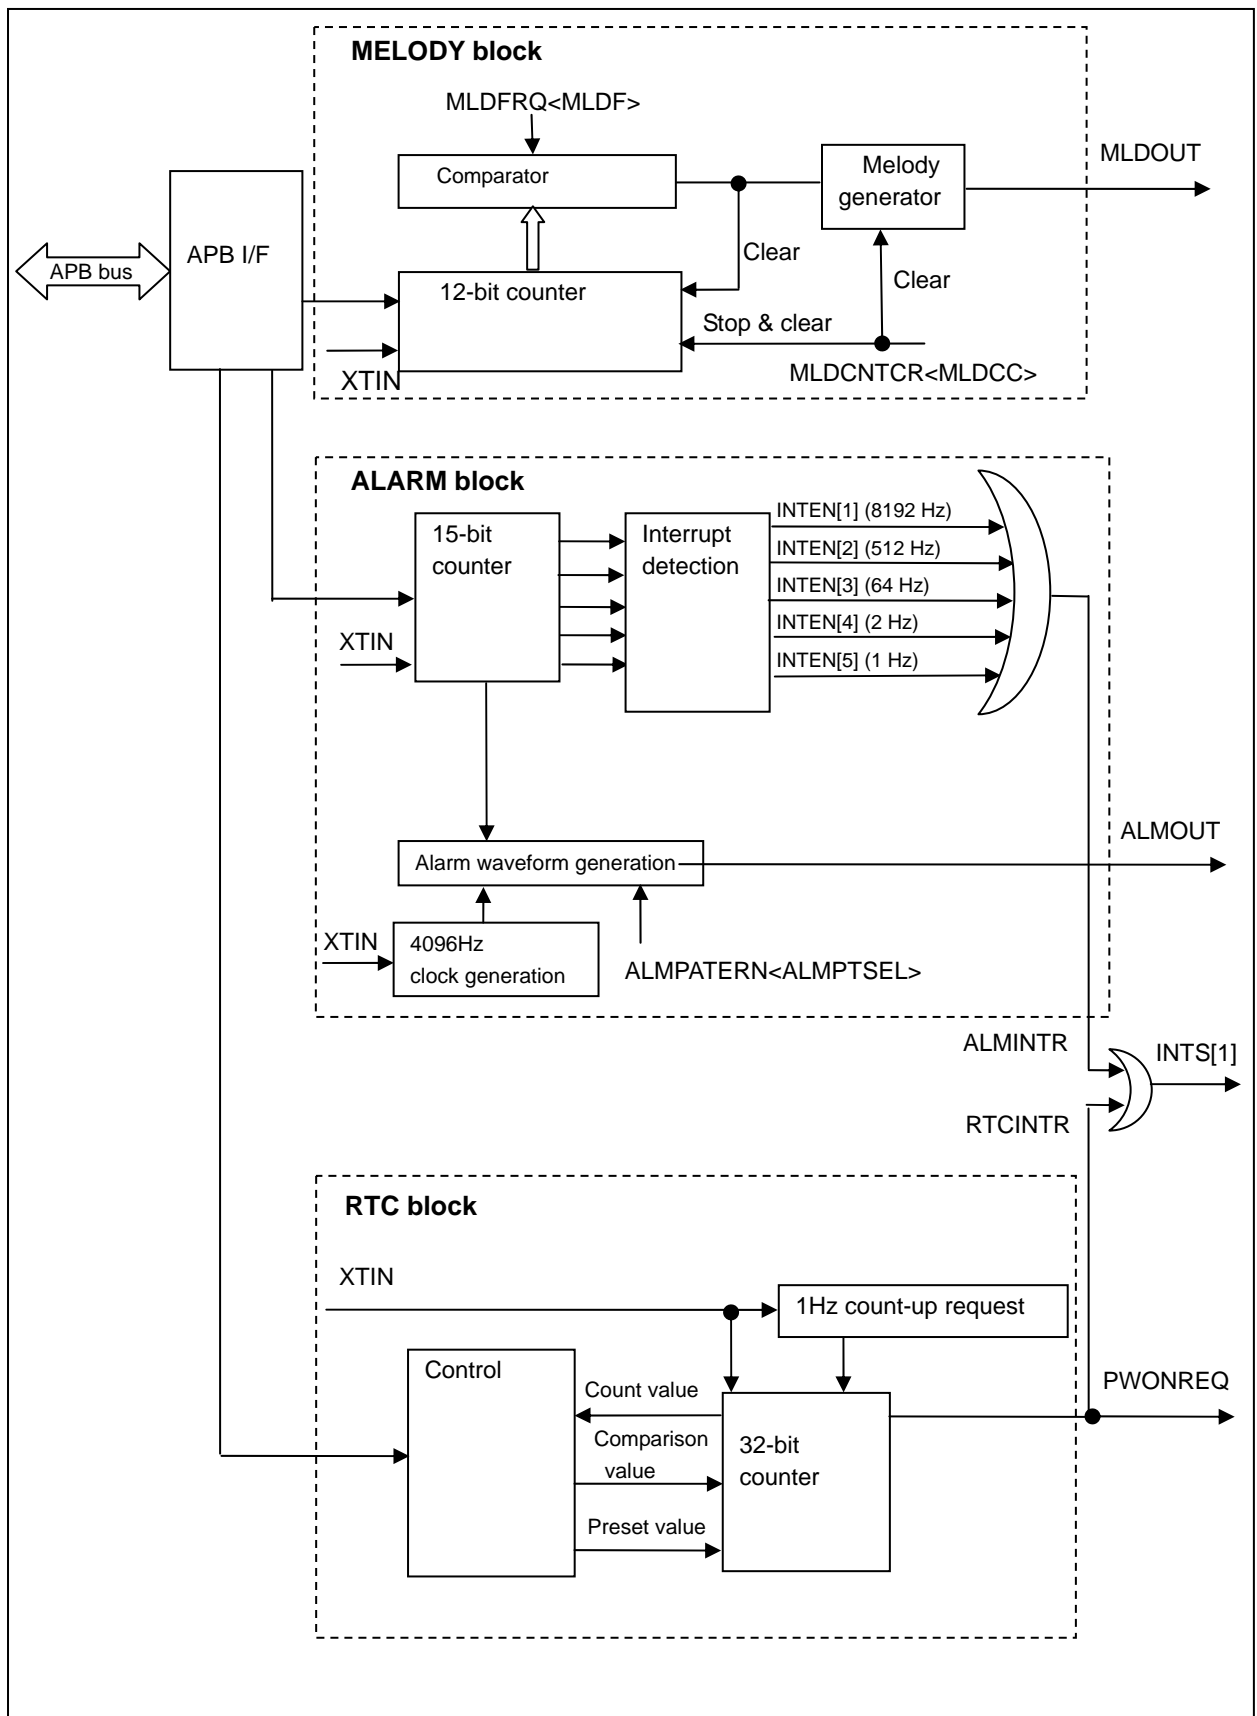 MELODY block
MLDFRQ<MLDF>
Comparator
Melody
generator
MLDOUT
APB I/F
APB bus
Clear
Clear
12-bit counter
Stop & clear
XTIN
MLDCNTCR<MLDCC>
ALARM block
15-bit
counter
Interrupt
detection
INTEN[1] (8192 Hz)
INTEN[2] (512 Hz)
INTEN[3] (64 Hz)
INTEN[4] (2 Hz)
INTEN[5] (1 Hz)
XTIN
ALMOUT
Alarm waveform generation
XTIN
4096Hz
clock generation
ALMPATERN<ALMPTSEL>
ALMINTR
INTS[1]
RTCINTR
RTC block
XTIN
1Hz count-up request
Control
Count value
PWONREQ
Comparison
value
32-bit
counter
Preset value